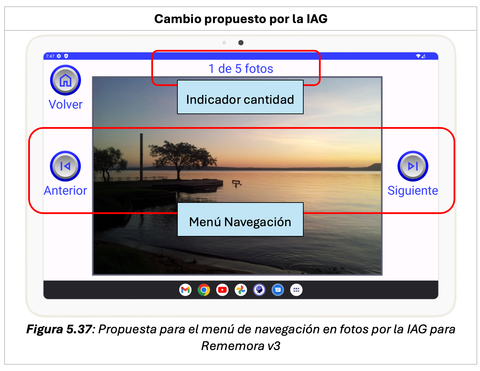 Cambio propuesto por la IAG
7:47
1 de 5 fotos
Volver
Indicador cantidad
Anterior
Siguiente
Menú Navegación
Figura 5.37: Propuesta para el menú de navegación en fotos por la IAG para
Rememora v3